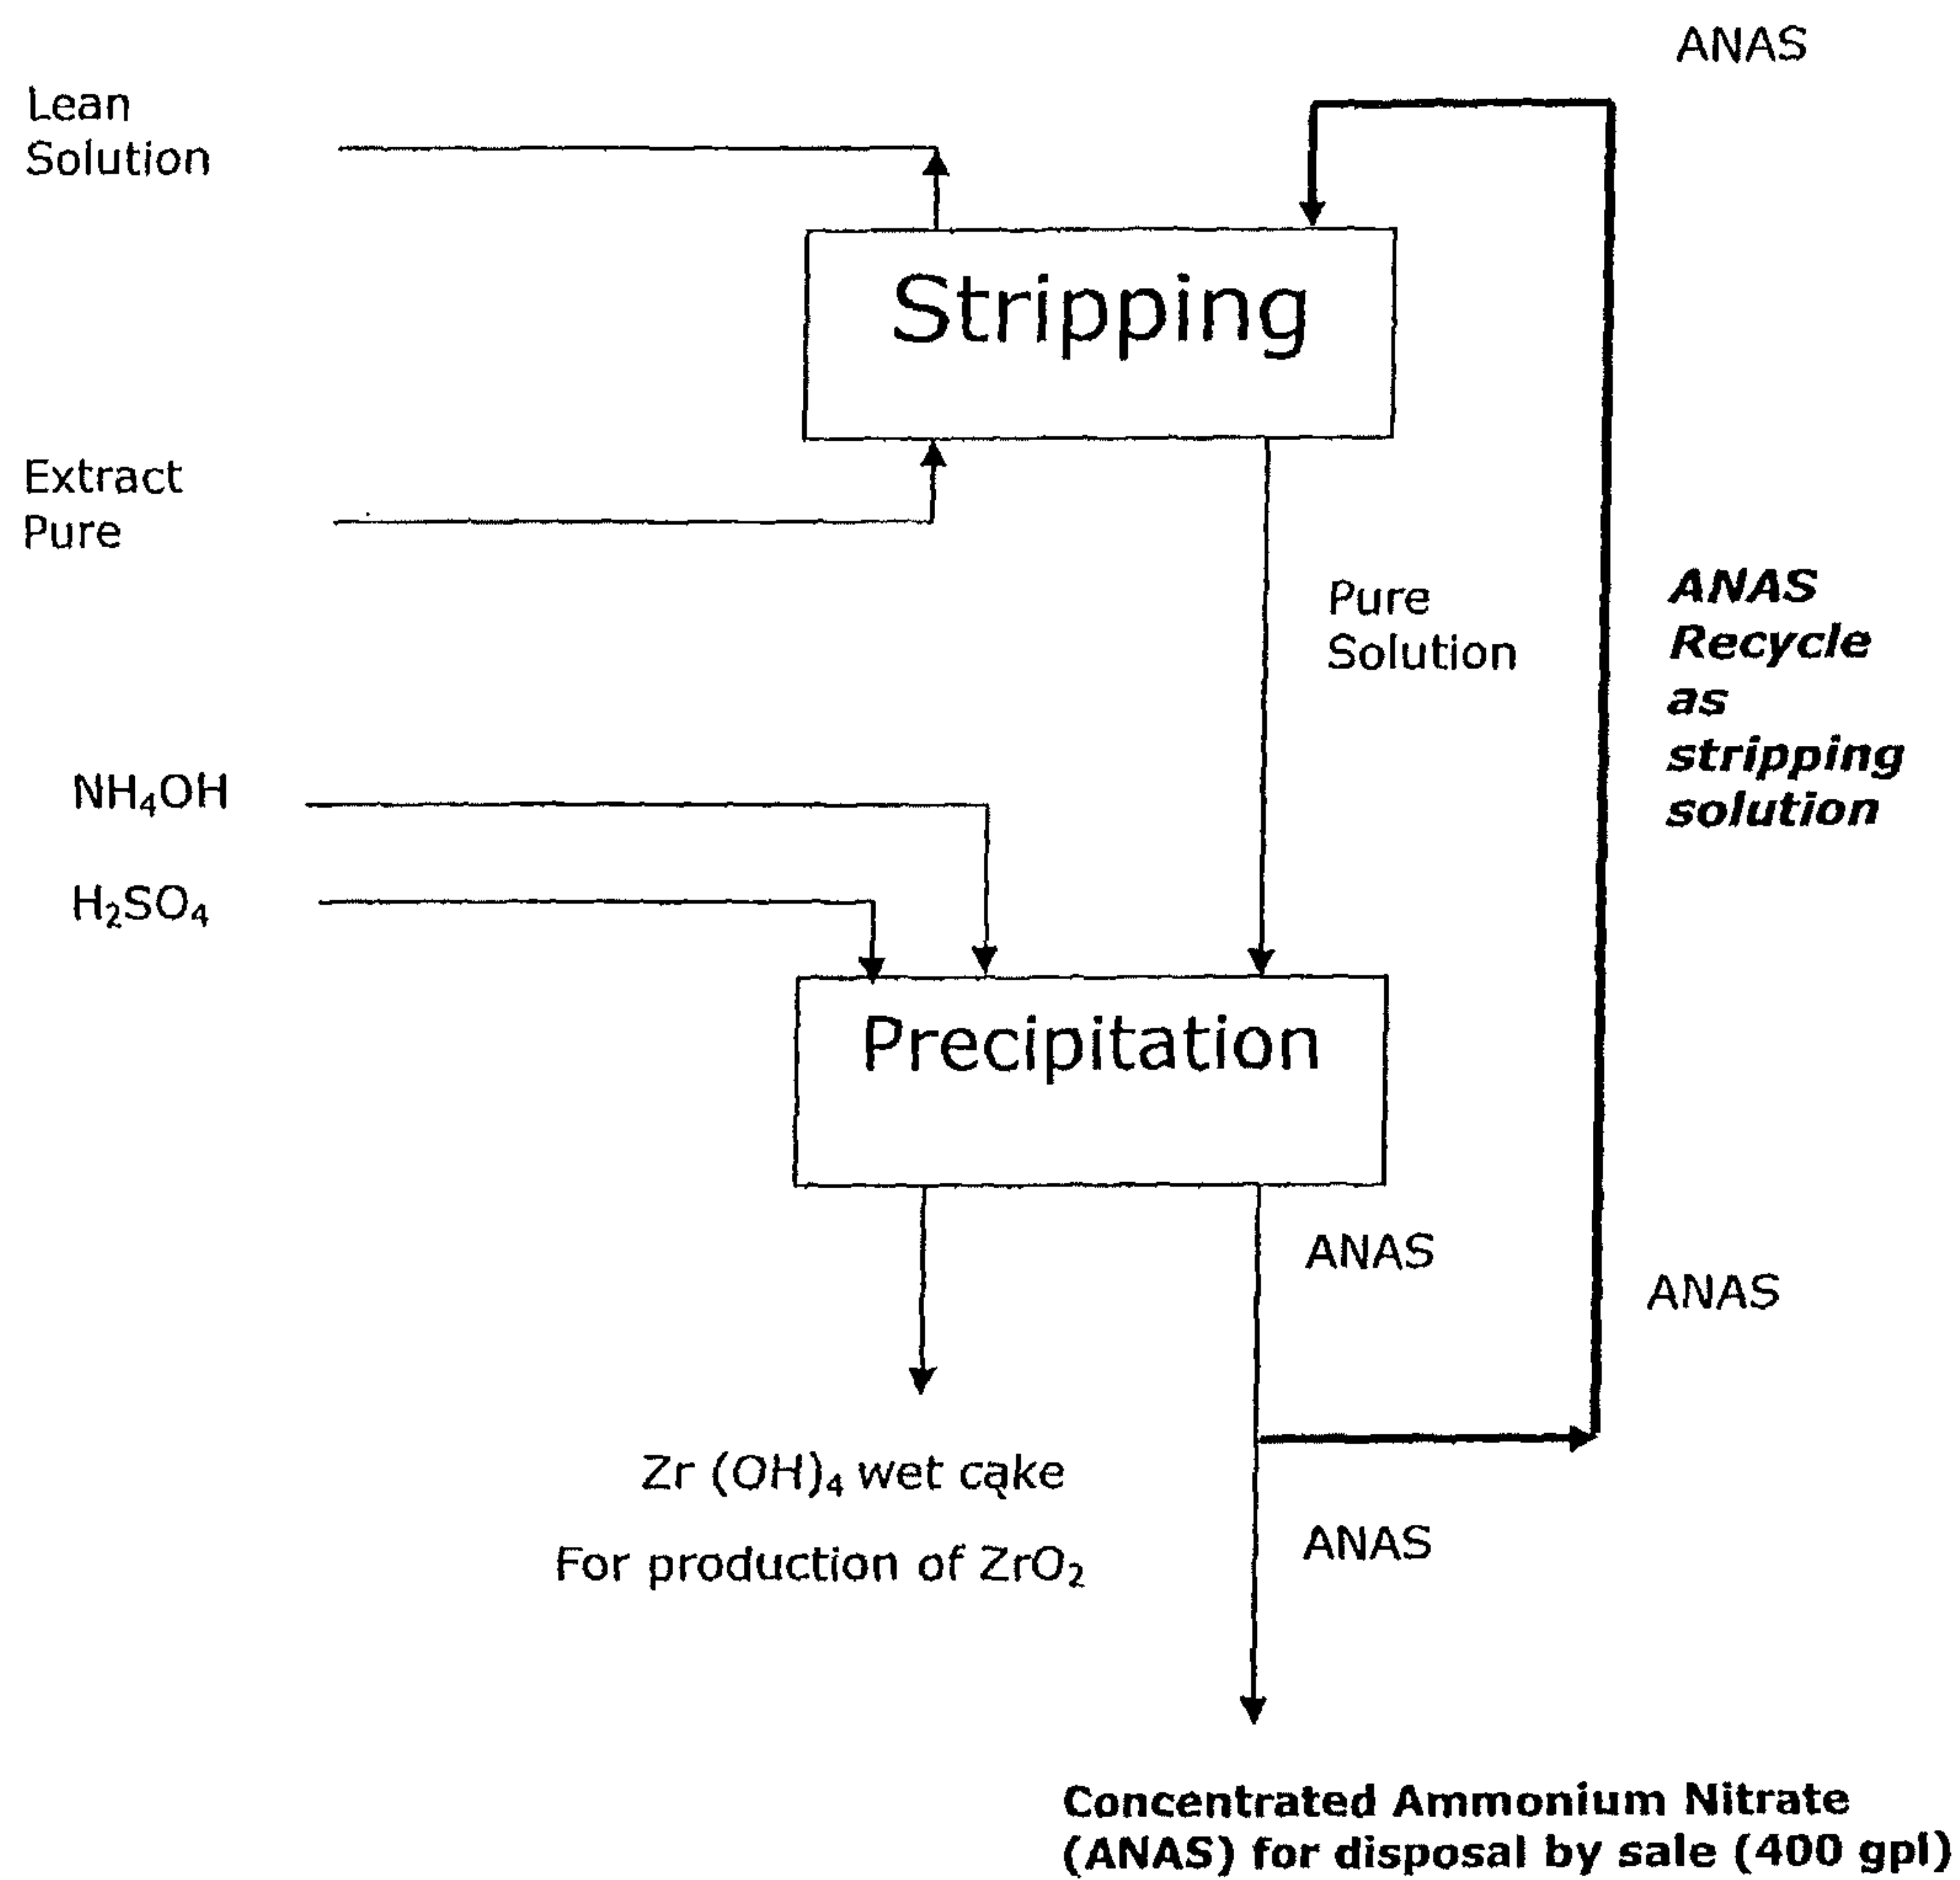 ANAS
Lean
Solution
Stripping
Extract
Pure
Pure
Solution
ANAS
Recycle
as
stripping
solution
NH₄OH
H₂SO₄
Precipitation
ANAS
ANAS
Zr (OH)₄ wet cake
For production of ZrO₂
ANAS
Concentrated Ammonium Nitrate
(ANAS) for disposal by sale (400 gpl)